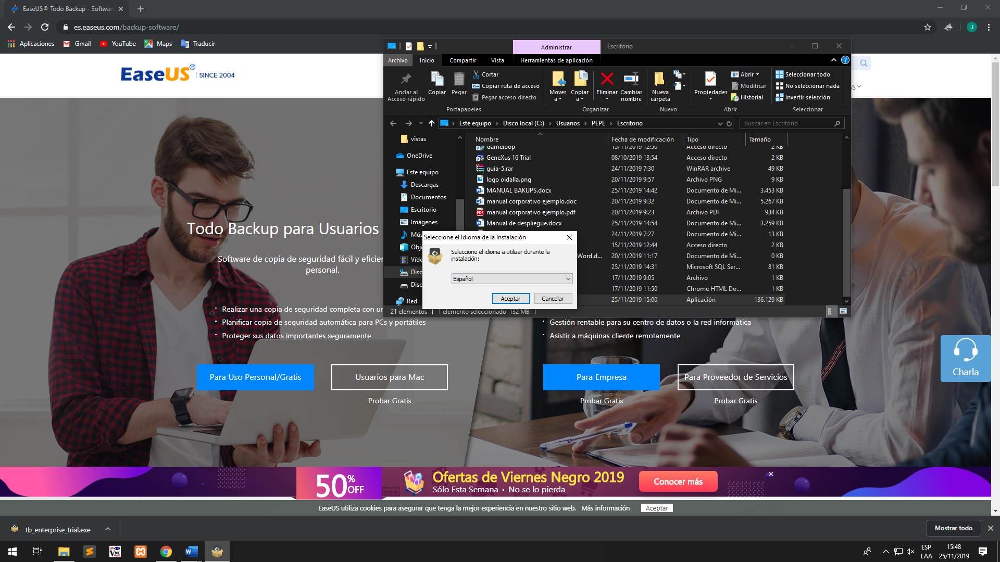 EaseUS® Todo Backup - Softwar
es.easeus.com/backup-software/
J
Aplicaciones
Gmail
YouTube
Maps
Traducir
EaseUS®
SINCE 2004
Administrar
Escritorio
Archivo
Inicio
Compartir
Vista
Herramientas de aplicación
Anclar al
Acceso rápido
Copiar
Pegar
Cortar
Copiar ruta de acceso
Pegar acceso directo
Mover
a
Copiar
a
Eliminar
Cambiar
nombre
Nueva
carpeta
Propiedades
Abrir
Modificar
Historial
Seleccionar todo
No seleccionar nada
Invertir selección
Portapapeles
Organizar
Nuevo
Abrir
Seleccionar
Este equipo
Disco local (C:)
Usuarios
PEPE
Escritorio
Buscar en Escritorio
vistas
OneDrive
Este equipo
Descargas
Documentos
Escritorio
Imágenes
Mús
Obj
Víde
Disc
Disc
Red
Nombre Fecha de modificación Tipo Tamaño
Gameloop 15/11/2019 12:50 Acceso directo 2 KB
GeneXus 16 Trial 08/10/2019 13:54 Acceso directo 2 KB
guia-5.rar 24/11/2019 7:30 WinRAR archive 49 KB
logo oidalla.png 20/11/2019 9:57 Archivo PNG 9 KB
MANUAL BAKUPS.docx 25/11/2019 14:42 Documento de Mi... 3.453 KB
manual corporativo ejemplo.doc 20/11/2019 9:32 Documento de Mi... 5.267 KB
manual corporativo ejemplo.pdf 20/11/2019 9:23 Archivo PDF 934 KB
Manual de despliegue.docx 25/11/2019 14:54 Documento de Mi... 3.259 KB
24/11/2019 7:27 Documento de Mi... 13 KB
15/11/2019 12:44 Acceso directo 2 KB
Word.d... 20/11/2019 11:17 Documento de Mi... 0 KB
25/11/2019 14:31 Microsoft SQL Ser... 81 KB
17/11/2019 9:05 Archivo 1 KB
17/11/2019 11:50 Chrome HTML Do... 1 KB
25/11/2019 15:00 Aplicación 136.129 KB
21 elementos
1 elemento seleccionado 132 MB
Seleccione el Idioma de la Instalación
Seleccione el idioma a utilizar durante la
instalación:
Español
Aceptar
Cancelar
Todo Backup para Usuarios
Software de copia de seguridad fácil y eficien
personal.
· Realizar una copia de seguridad completa con un
· Planificar copia de seguridad automática para PCs y portátiles
· Proteger sus datos importantes seguramente
· Gestión rentable para su centro de datos o la red informática
· Asistir a máquinas cliente remotamente
Para Uso Personal/Gratis
Usuarios para Mac
Probar Gratis
Para Empresa
Probar Gratis
Para Proveedor de Servicios
Probar Gratis
Charla
50% OFF
Ofertas de Viernes Negro 2019
Sólo Esta Semana • No se lo pierda
Conocer más
EaseUS utiliza cookies para asegurar que tenga la mejor experiencia en nuestro sitio web. Más información
Aceptar
tb_enterprise_trial.exe
Mostrar todo
VNC
ESP
LAA
15:48
25/11/2019